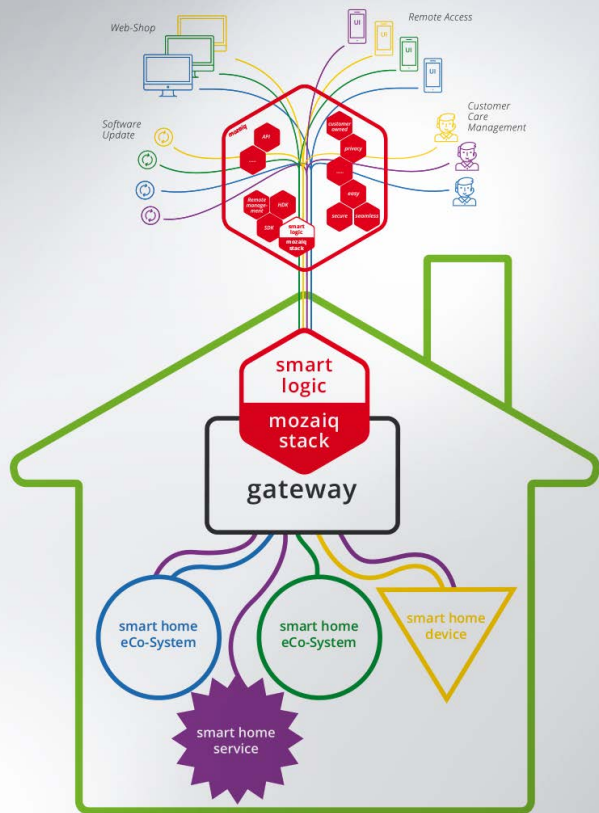 Web-Shop
Remote Access
UI
UI
UI
UI
Software
Update
Customer
Care
Management
mozaiq
API
....
customer
owned
privacy
....
easy
secure
seamless
Remote
manage-
ment
HDK
SDK
smart
logic
mozaiq
stack
smart
logic
mozaiq
stack
gateway
smart home
eCo-System
smart home
eCo-System
smart home
device
smart home
service